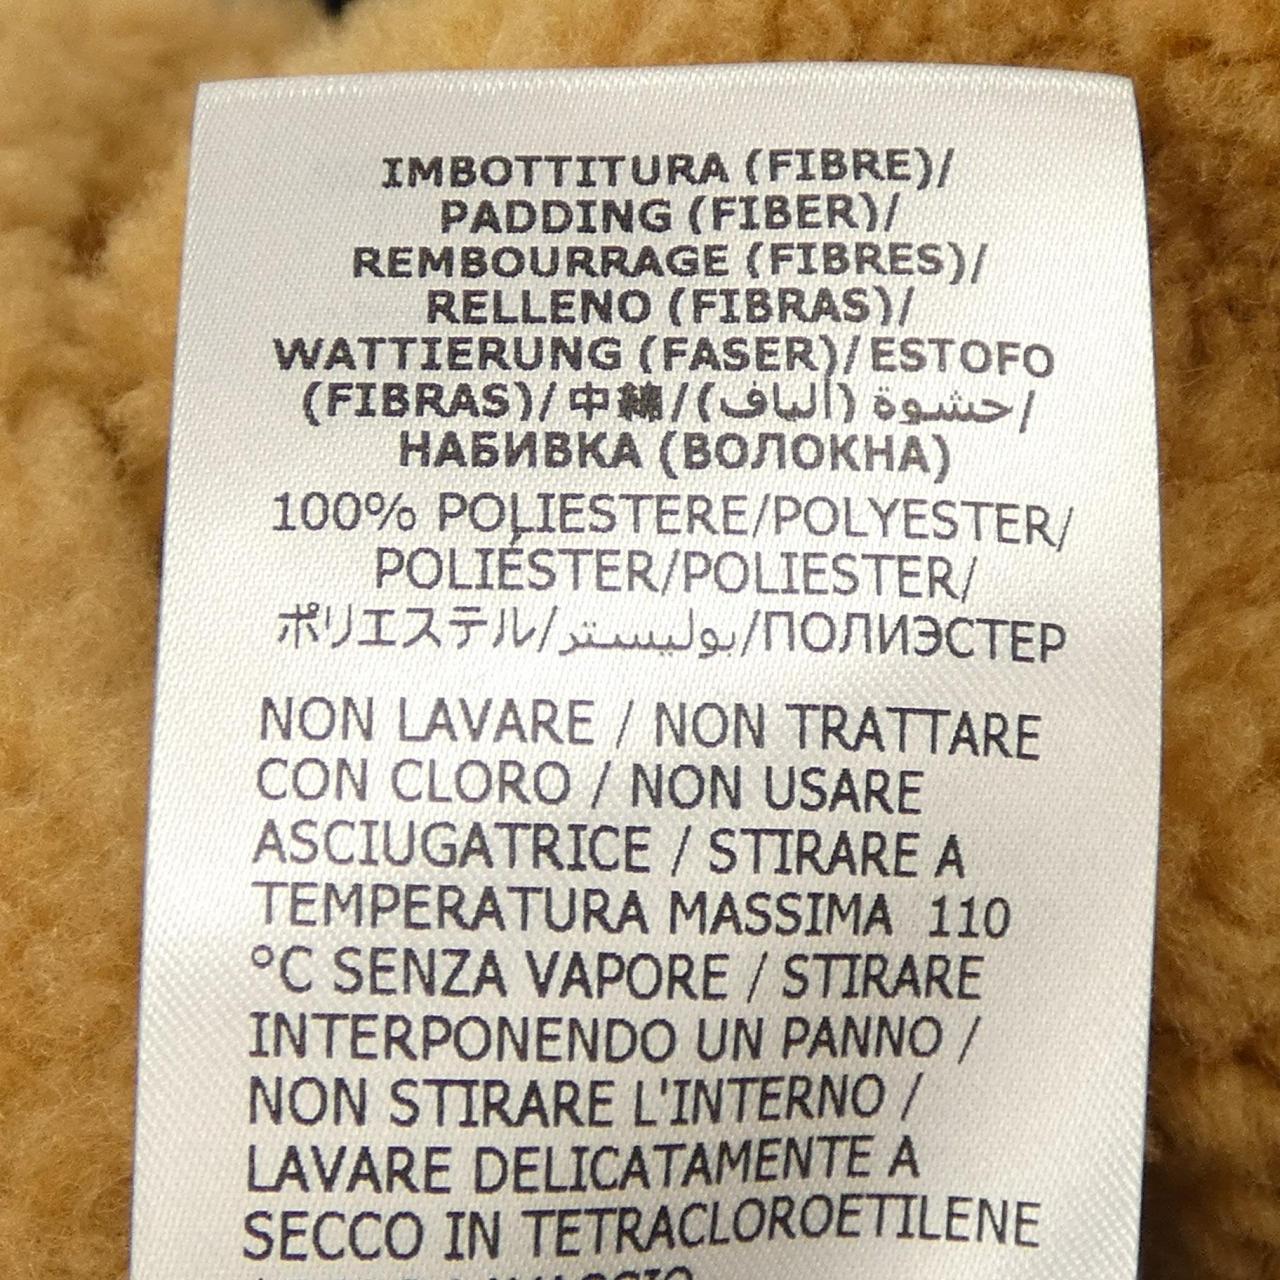 IMBOTTITURA (FIBRE)/
PADDING (FIBER)/
REMBOURRAGE (FIBRES)/
RELLENO (FIBRAS)/
WATTIERUNG (FASER)/ESTOFO
(FIBRAS)/中綿/حشوة (ألياف)/
НАБИВКА (ВОЛОКНА)
100% POLIESTERE/POLYESTER/
POLIÉSTER/POLIESTER/
ポリエステル/بوليستر/ПОЛИЭСТЕР
NON LAVARE / NON TRATTARE
CON CLORO / NON USARE
ASCIUGATRICE / STIRARE A
TEMPERATURA MASSIMA 110
°C SENZA VAPORE / STIRARE
INTERPONENDO UN PANNO /
NON STIRARE L'INTERNO /
LAVARE DELICATAMENTE A
SECCO IN TETRACLOROETILENE